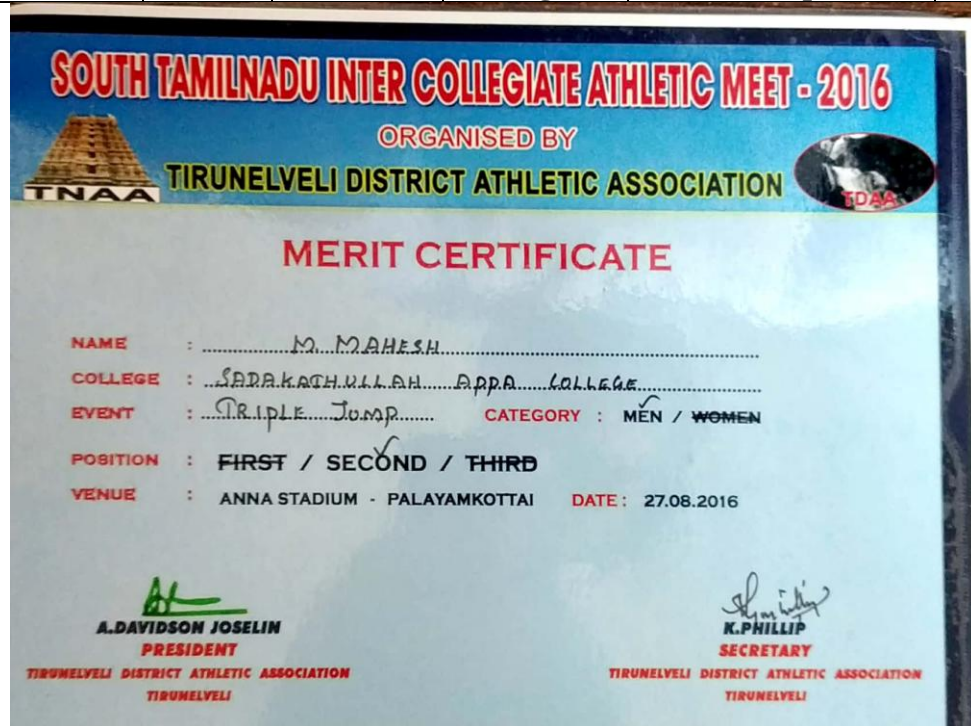 SOUTH TAMILNADU INTER COLLEGIATE ATHLETIC MEET - 2016
ORGANISED BY
TIRUNELVELI DISTRICT ATHLETIC ASSOCIATION
TNAA
TDAA
MERIT CERTIFICATE
NAME : M. MAHESH
COLLEGE : SADAKATHULLAH APPA COLLEGE
EVENT : TRIPLE JUMP CATEGORY : MEN / WOMEN
POSITION : FIRST / SECOND / THIRD
VENUE : ANNA STADIUM - PALAYAMKOTTAI DATE : 27.08.2016
A.DAVIDSON JOSELIN
PRESIDENT
TIRUNELVELI DISTRICT ATHLETIC ASSOCIATION
TIRUNELVELI
K.PHILLIP
SECRETARY
TIRUNELVELI DISTRICT ATHLETIC ASSOCIATION
TIRUNELVELI